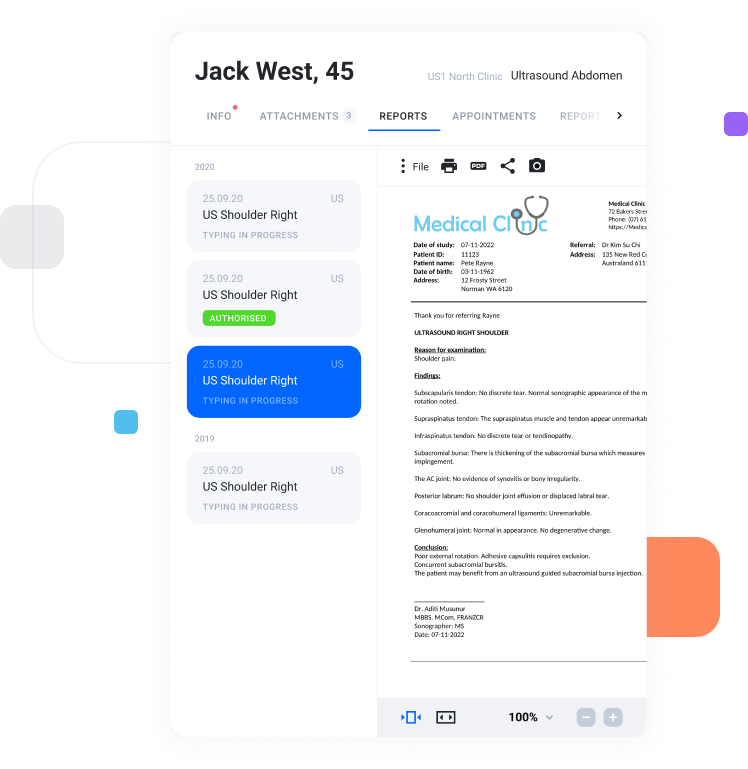 Jack West, 45
US1 North Clinic Ultrasound Abdomen
INFO ATTACHMENTS 3 REPORTS APPOINTMENTS REPORT
2020
25.09.20 US
US Shoulder Right
TYPING IN PROGRESS
25.09.20 US
US Shoulder Right
AUTHORISED
25.09.20 US
US Shoulder Right
TYPING IN PROGRESS
2019
25.09.20 US
US Shoulder Right
TYPING IN PROGRESS
File PDF
Medical Clinic
Medical Clinic
72 Bakers Stre
Phone: (07) 61
https://Medica
Date of study: 07-11-2022
Patient ID: 11123
Patient name: Pete Rayne
Date of birth: 03-11-1962
Address: 12 Frosty Street
Norman WA 6120
Referral: Dr Kim Su Chi
Address: 135 New Red Co
Australand 611
Thank you for referring Rayne
ULTRASOUND RIGHT SHOULDER
Reason for examination:
Shoulder pain.
Findings:
Subscapularis tendon: No discrete tear. Normal sonographic appearance of the m
rotation noted.
Supraspinatus tendon: The supraspinatus muscle and tendon appear unremarkab
Infraspinatus tendon: No discrete tear or tendinopathy.
Subacromial bursa: There is thickening of the subacromial bursa which measures
impingement.
The AC joint: No evidence of synovitis or bony irregularity.
Posterior labrum: No shoulder joint effusion or displaced labral tear.
Coracoacromial and coracohumeral ligaments: Unremarkable.
Glenohumeral joint: Normal in appearance. No degenerative change.
Conclusion:
Poor external rotation. Adhesive capsulitis requires exclusion.
Concurrent subacromial bursitis.
The patient may benefit from an ultrasound guided subacromial bursa injection.
Dr. Aditi Musunur
MBBS, MCom, FRANZCR
Sonographer: MS
Date: 07-11-2022
100%